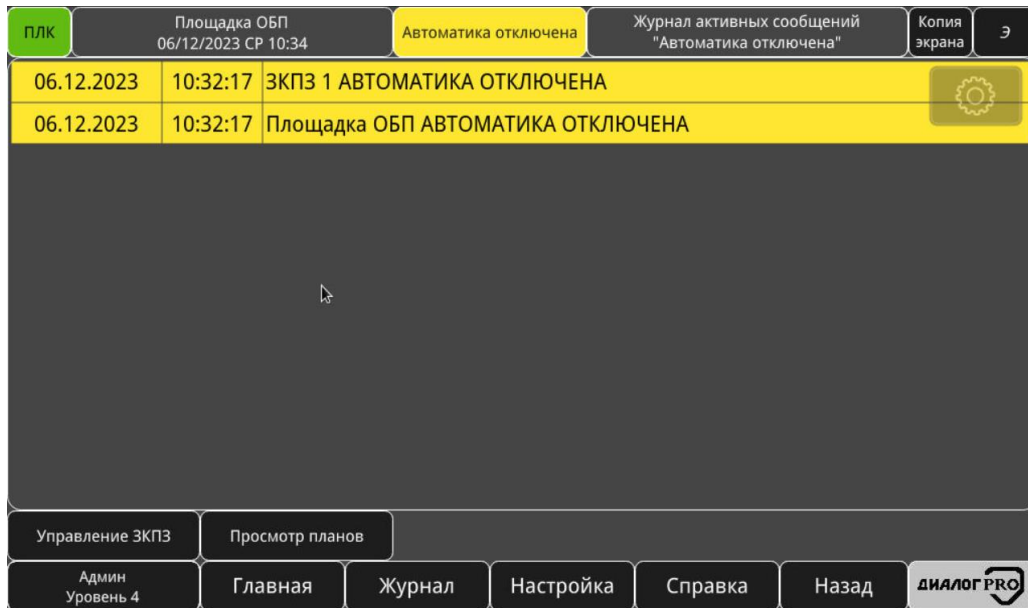 ПЛК
Площадка ОБП
06/12/2023 СР 10:34
Автоматика отключена
Журнал активных сообщений
"Автоматика отключена"
Копия
экрана
Э
06.12.2023 10:32:17 ЗКПЗ 1 АВТОМАТИКА ОТКЛЮЧЕНА
06.12.2023 10:32:17 Площадка ОБП АВТОМАТИКА ОТКЛЮЧЕНА
Управление ЗКПЗ
Просмотр планов
Админ
Уровень 4
Главная
Журнал
Настройка
Справка
Назад
ДИАЛОГ PRO